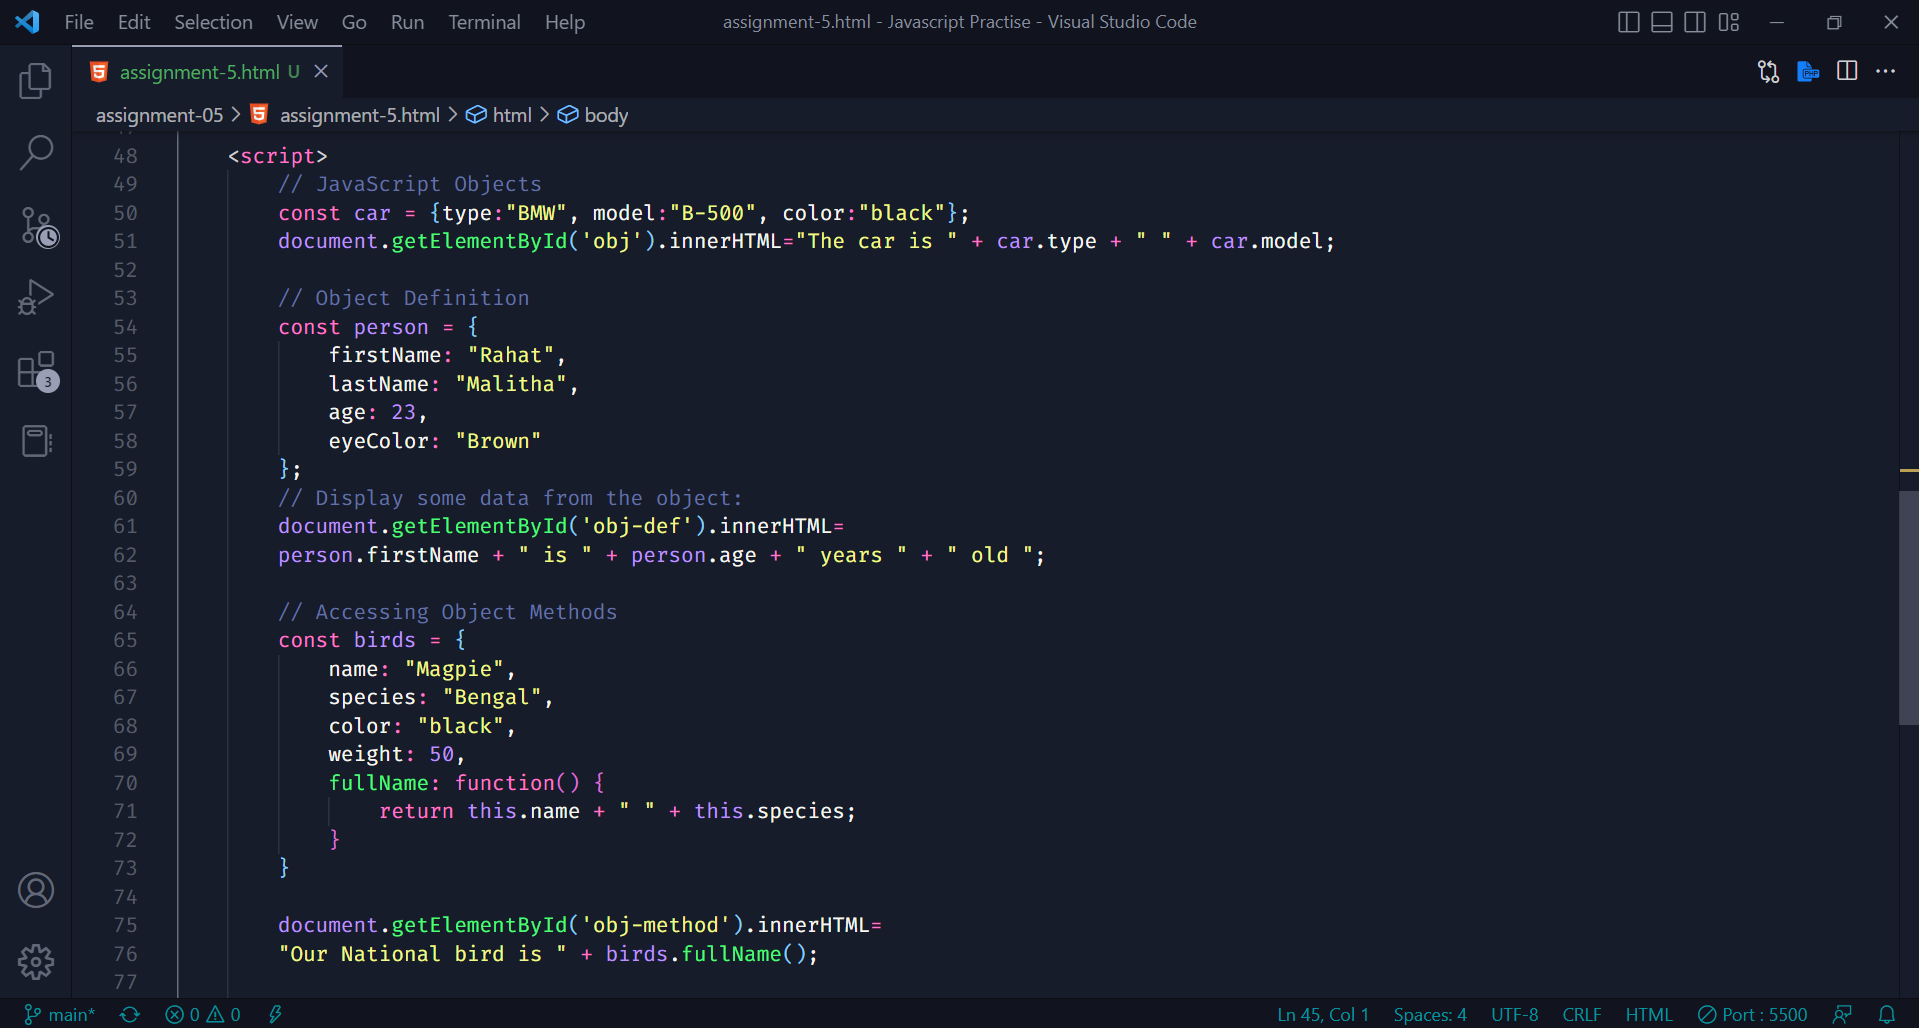 File Edit Selection View Go Run Terminal Help assignment-5.html - Javascript Practise - Visual Studio Code
assignment-5.html U
assignment-05 > assignment-5.html > html > body
48 <script>
49 // JavaScript Objects
50 const car = {type:"BMW", model:"B-500", color:"black"};
51 document.getElementById('obj').innerHTML="The car is " + car.type + " " + car.model;
52
53 // Object Definition
54 const person = {
55 firstName: "Rahat",
56 lastName: "Malitha",
57 age: 23,
58 eyeColor: "Brown"
59 };
60 // Display some data from the object:
61 document.getElementById('obj-def').innerHTML=
62 person.firstName + " is " + person.age + " years " + " old ";
63
64 // Accessing Object Methods
65 const birds = {
66 name: "Magpie",
67 species: "Bengal",
68 color: "black",
69 weight: 50,
70 fullName: function() {
71 return this.name + " " + this.species;
72 }
73 }
74
75 document.getElementById('obj-method').innerHTML=
76 "Our National bird is " + birds.fullName();
77
3
main* 0 0 Ln 45, Col 1 Spaces: 4 UTF-8 CRLF HTML Port : 5500